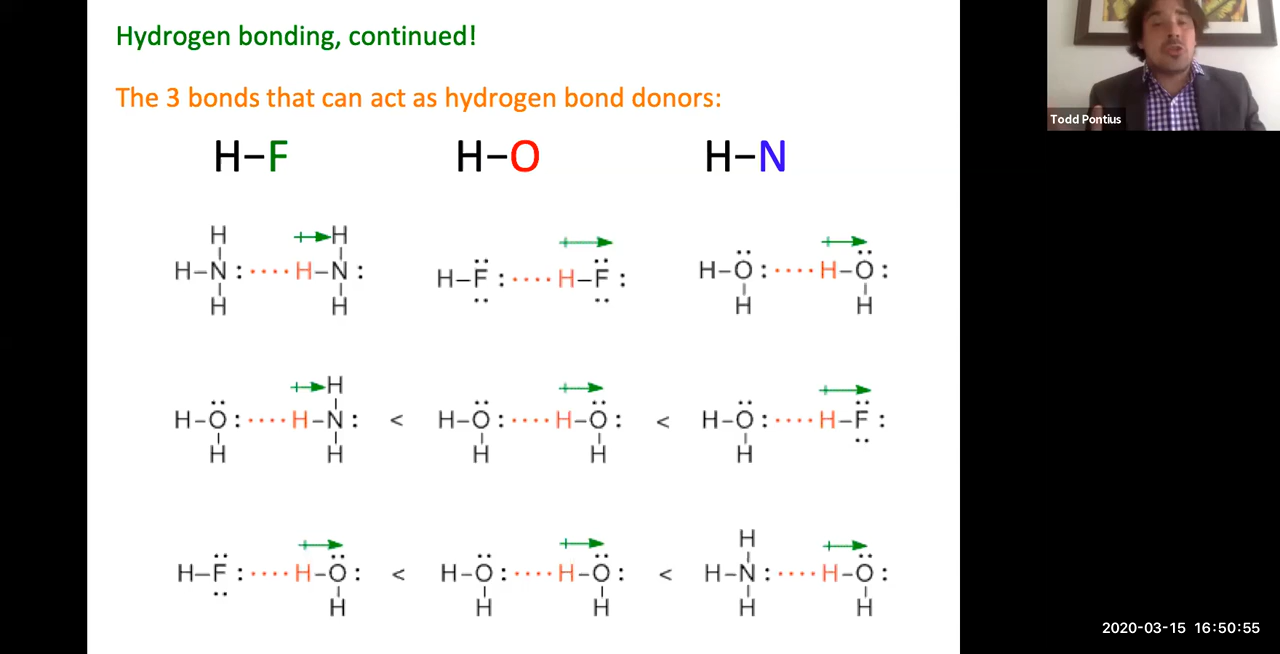 Hydrogen bonding, continued!
The 3 bonds that can act as hydrogen bond donors:
H–F H–O H–N
H H
H–N:····H–N: H–F:····H–F: H–O:····H–O:
H H H H
H
H–O:····H–N: < H–O:····H–O: < H–O:····H–F:
H H H H H
H
H–F:····H–O: < H–O:····H–O: < H–N:····H–O:
H H H H H
Todd Pontius
2020-03-15 16:50:55